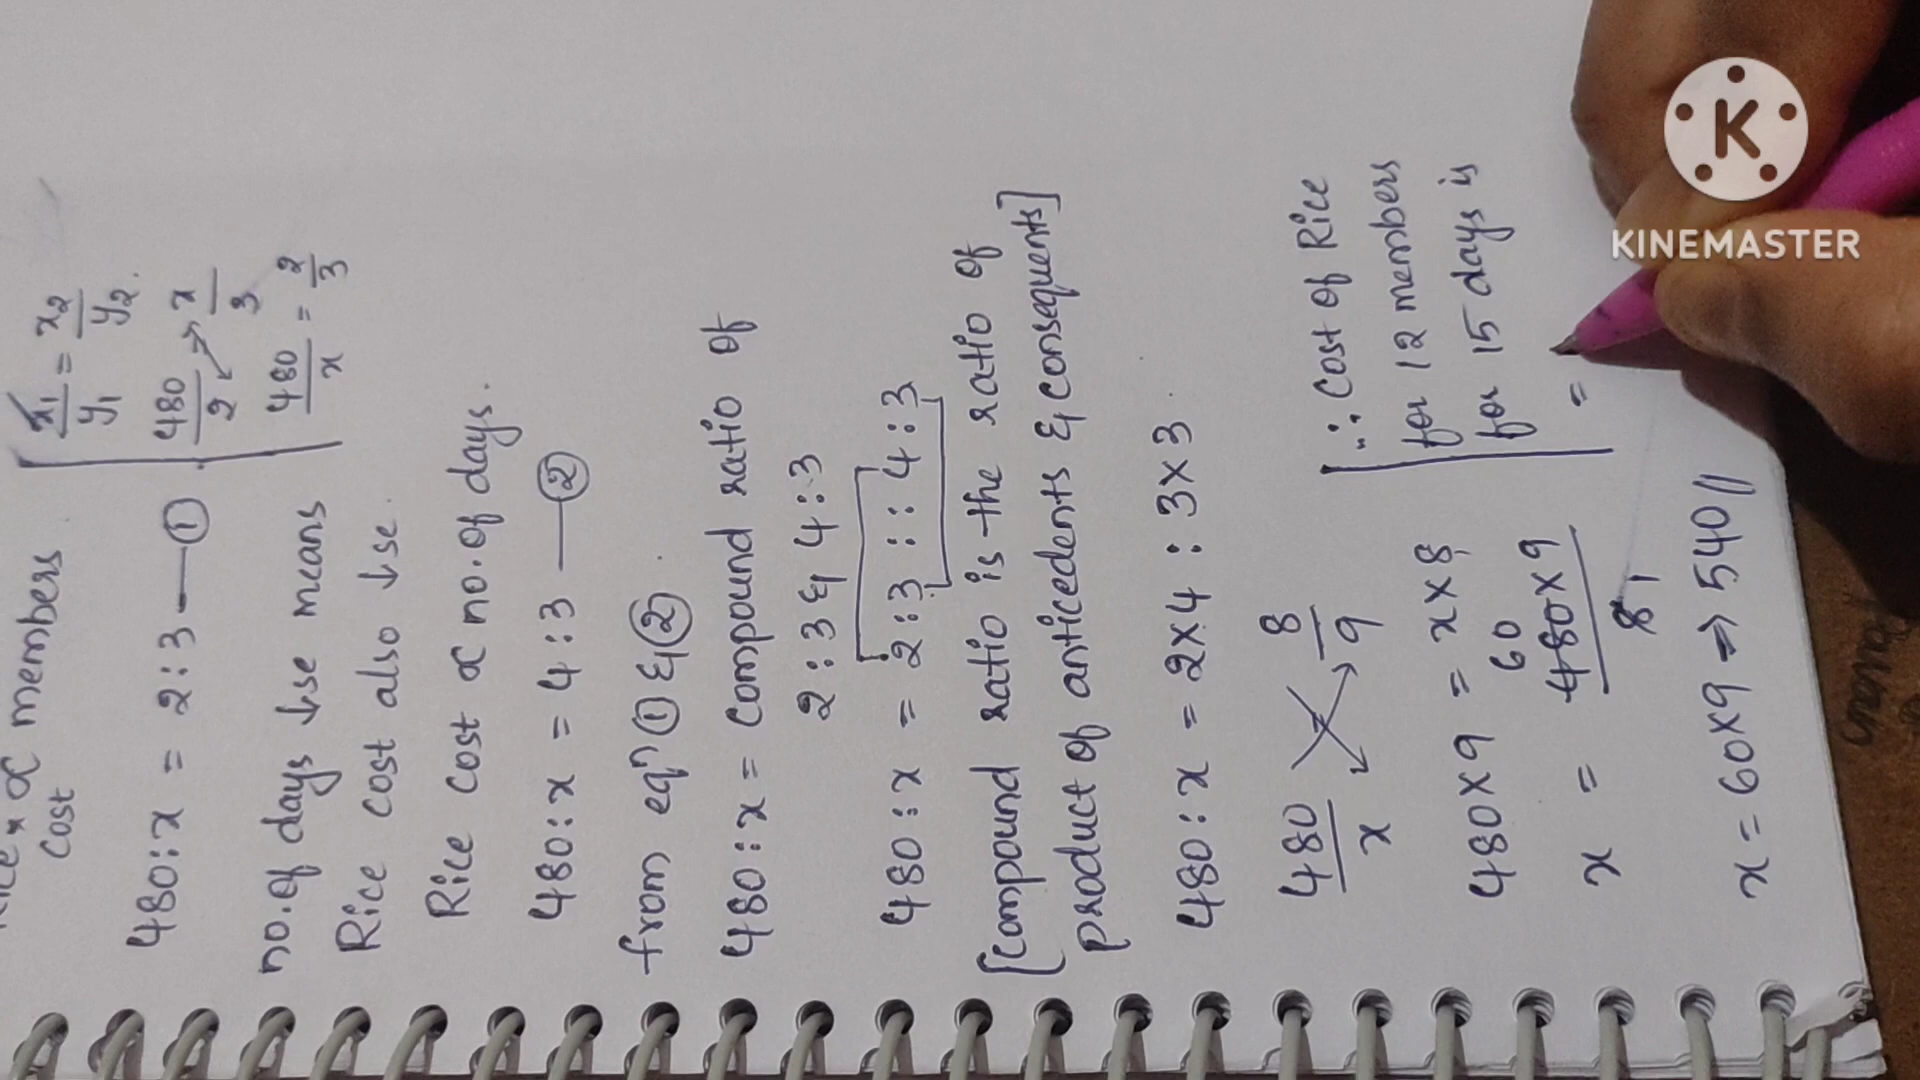 cost ∝ members
480 : x = 2 : 3 — ①
x₁/y₁ = x₂/y₂.
480/2 = x/3
480/x = 2/3
no. of days ↓se means
Rice cost also ↓se.
Rice cost ∝ no. of days.
480 : x = 4 : 3 — ②
from eqⁿ ① & ②
480 : x = compound ratio of
2 : 3 & 4 : 3
480 : x = 2 : 3 : : 4 : 3
[compound ratio is the ratio of
product of anticedents & consequents]
480 : x = 2 x 4 : 3 x 3
480/x = 8/9
480 x 9 = x x 8
x = 480 x 9 / 8
60
1
x = 60 x 9 ⇒ 540 //
∴ Cost of Rice
for 12 members
for 15 days is
=
K
KINEMASTER